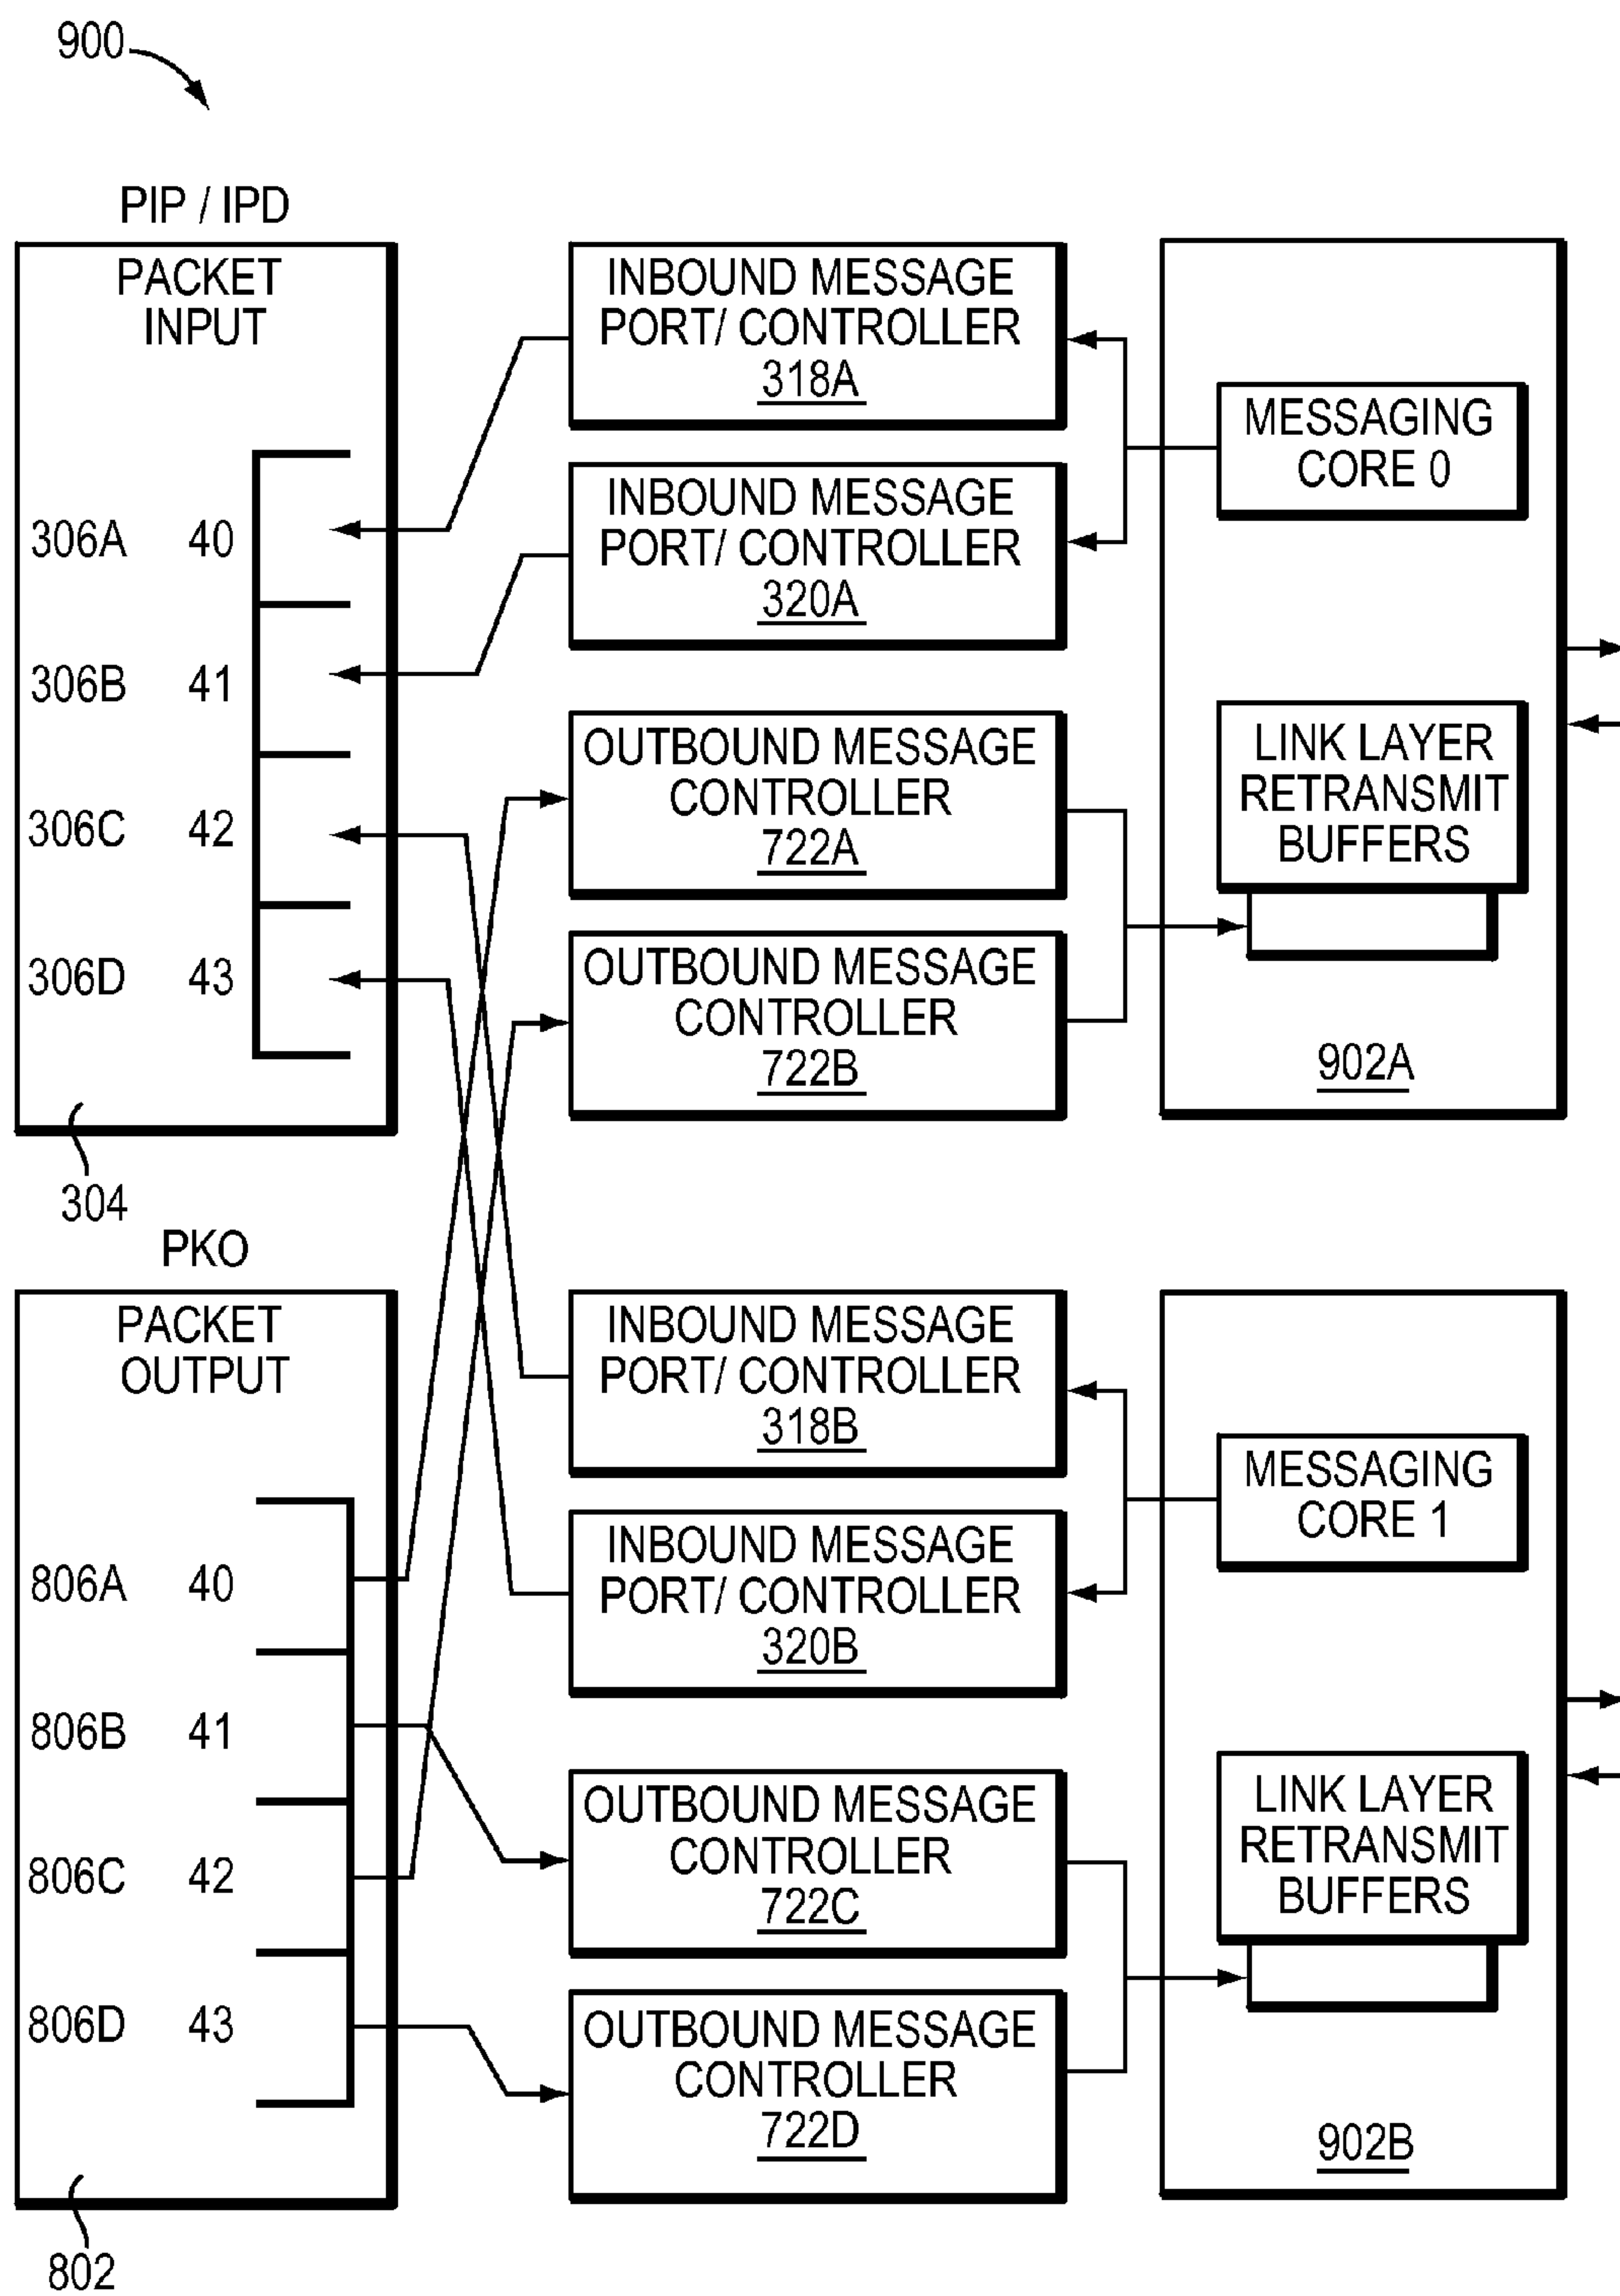 900
PIP / IPD
PACKET
INPUT
306A 40
306B 41
306C 42
306D 43
304
INBOUND MESSAGE
PORT/ CONTROLLER
318A
INBOUND MESSAGE
PORT/ CONTROLLER
320A
OUTBOUND MESSAGE
CONTROLLER
722A
OUTBOUND MESSAGE
CONTROLLER
722B
MESSAGING
CORE 0
LINK LAYER
RETRANSMIT
BUFFERS
902A
PKO
PACKET
OUTPUT
806A 40
806B 41
806C 42
806D 43
802
INBOUND MESSAGE
PORT/ CONTROLLER
318B
INBOUND MESSAGE
PORT/ CONTROLLER
320B
OUTBOUND MESSAGE
CONTROLLER
722C
OUTBOUND MESSAGE
CONTROLLER
722D
MESSAGING
CORE 1
LINK LAYER
RETRANSMIT
BUFFERS
902B